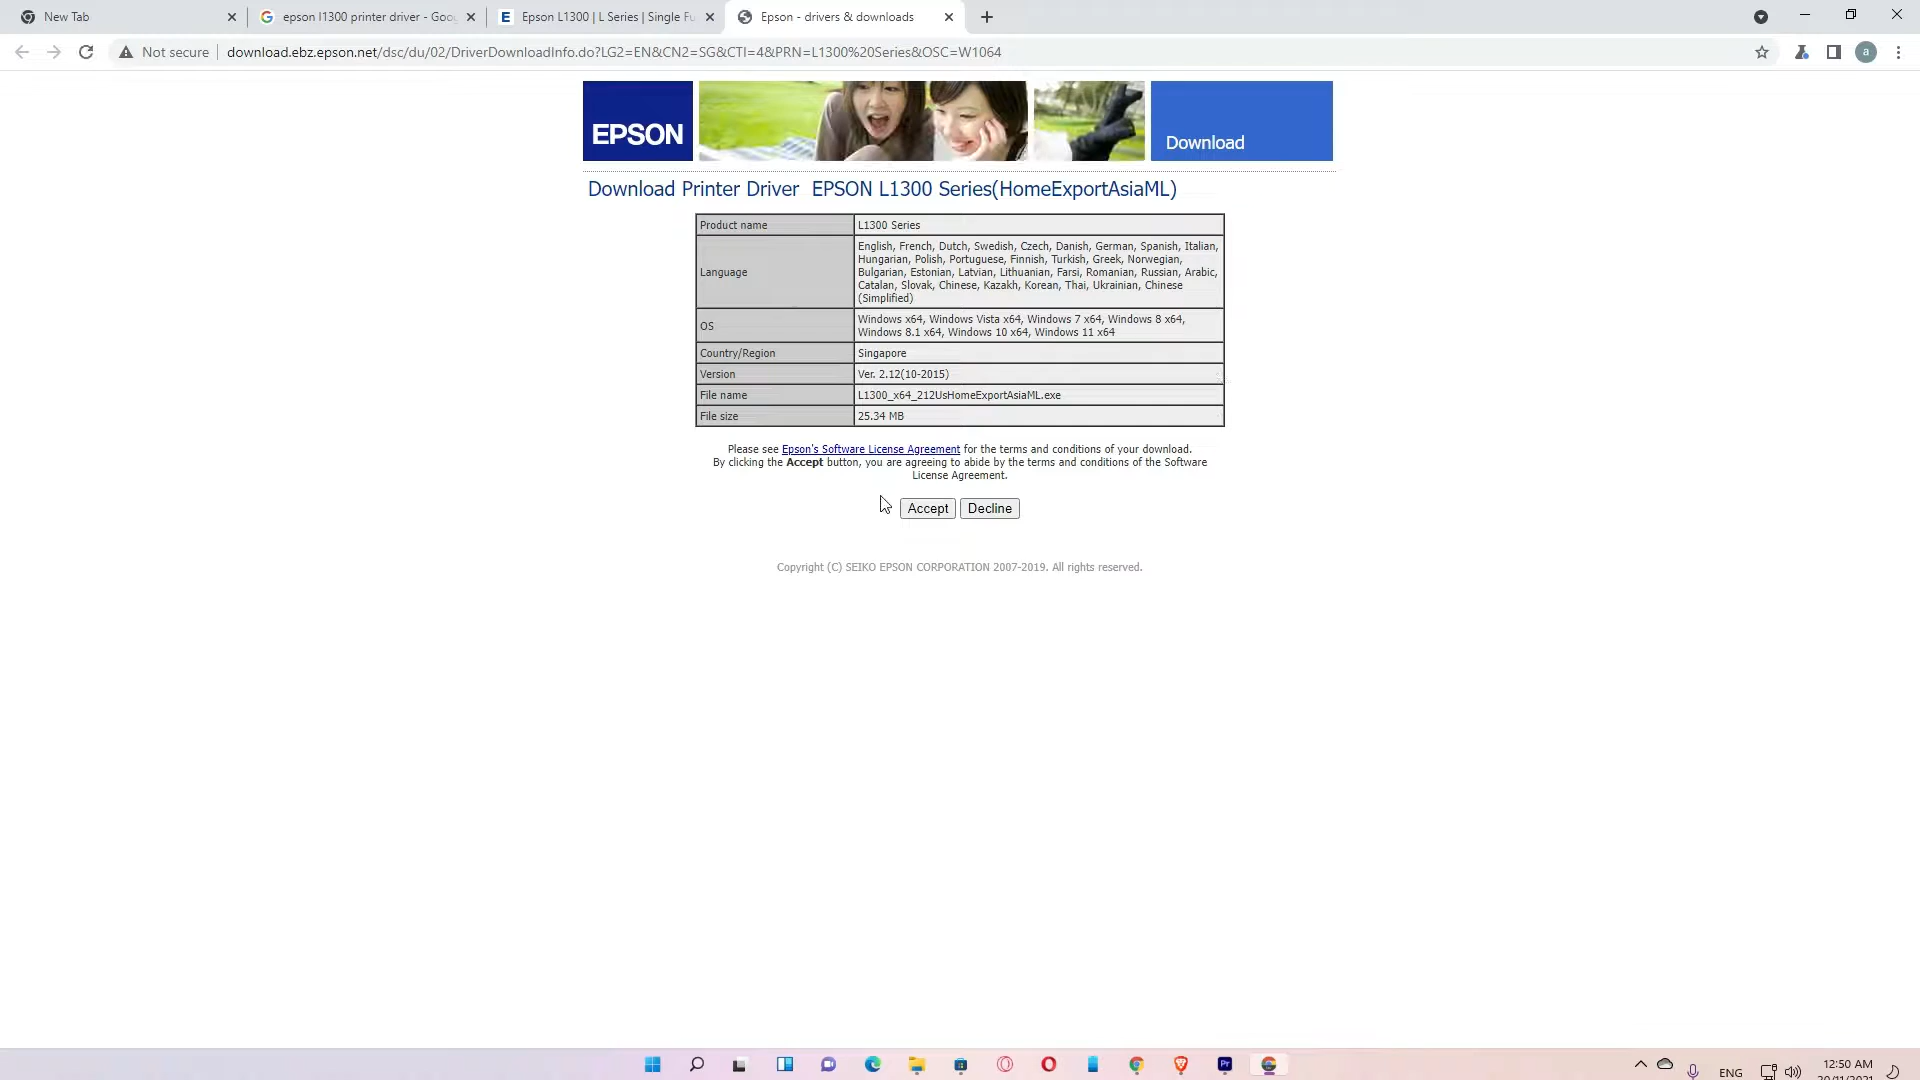 New Tab
epson l1300 printer driver - Goog
Epson L1300 | L Series | Single Fu
Epson - drivers & downloads
Not secure
download.ebz.epson.net/dsc/du/02/DriverDownloadInfo.do?LG2=EN&CN2=SG&CTI=4&PRN=L1300%20Series&OSC=W1064
a
EPSON
Download
Download Printer Driver EPSON L1300 Series(HomeExportAsiaML)
Product name
L1300 Series
Language
English, French, Dutch, Swedish, Czech, Danish, German, Spanish, Italian,
Hungarian, Polish, Portuguese, Finnish, Turkish, Greek, Norwegian,
Bulgarian, Estonian, Latvian, Lithuanian, Farsi, Romanian, Russian, Arabic,
Catalan, Slovak, Chinese, Kazakh, Korean, Thai, Ukrainian, Chinese
(Simplified)
OS
Windows x64, Windows Vista x64, Windows 7 x64, Windows 8 x64,
Windows 8.1 x64, Windows 10 x64, Windows 11 x64
Country/Region
Singapore
Version
Ver. 2.12(10-2015)
File name
L1300_x64_212UsHomeExportAsiaML.exe
File size
25.34 MB
Please see Epson's Software License Agreement for the terms and conditions of your download.
By clicking the Accept button, you are agreeing to abide by the terms and conditions of the Software
License Agreement.
Accept
Decline
Copyright (C) SEIKO EPSON CORPORATION 2007-2019. All rights reserved.
Pr
ENG
12:50 AM